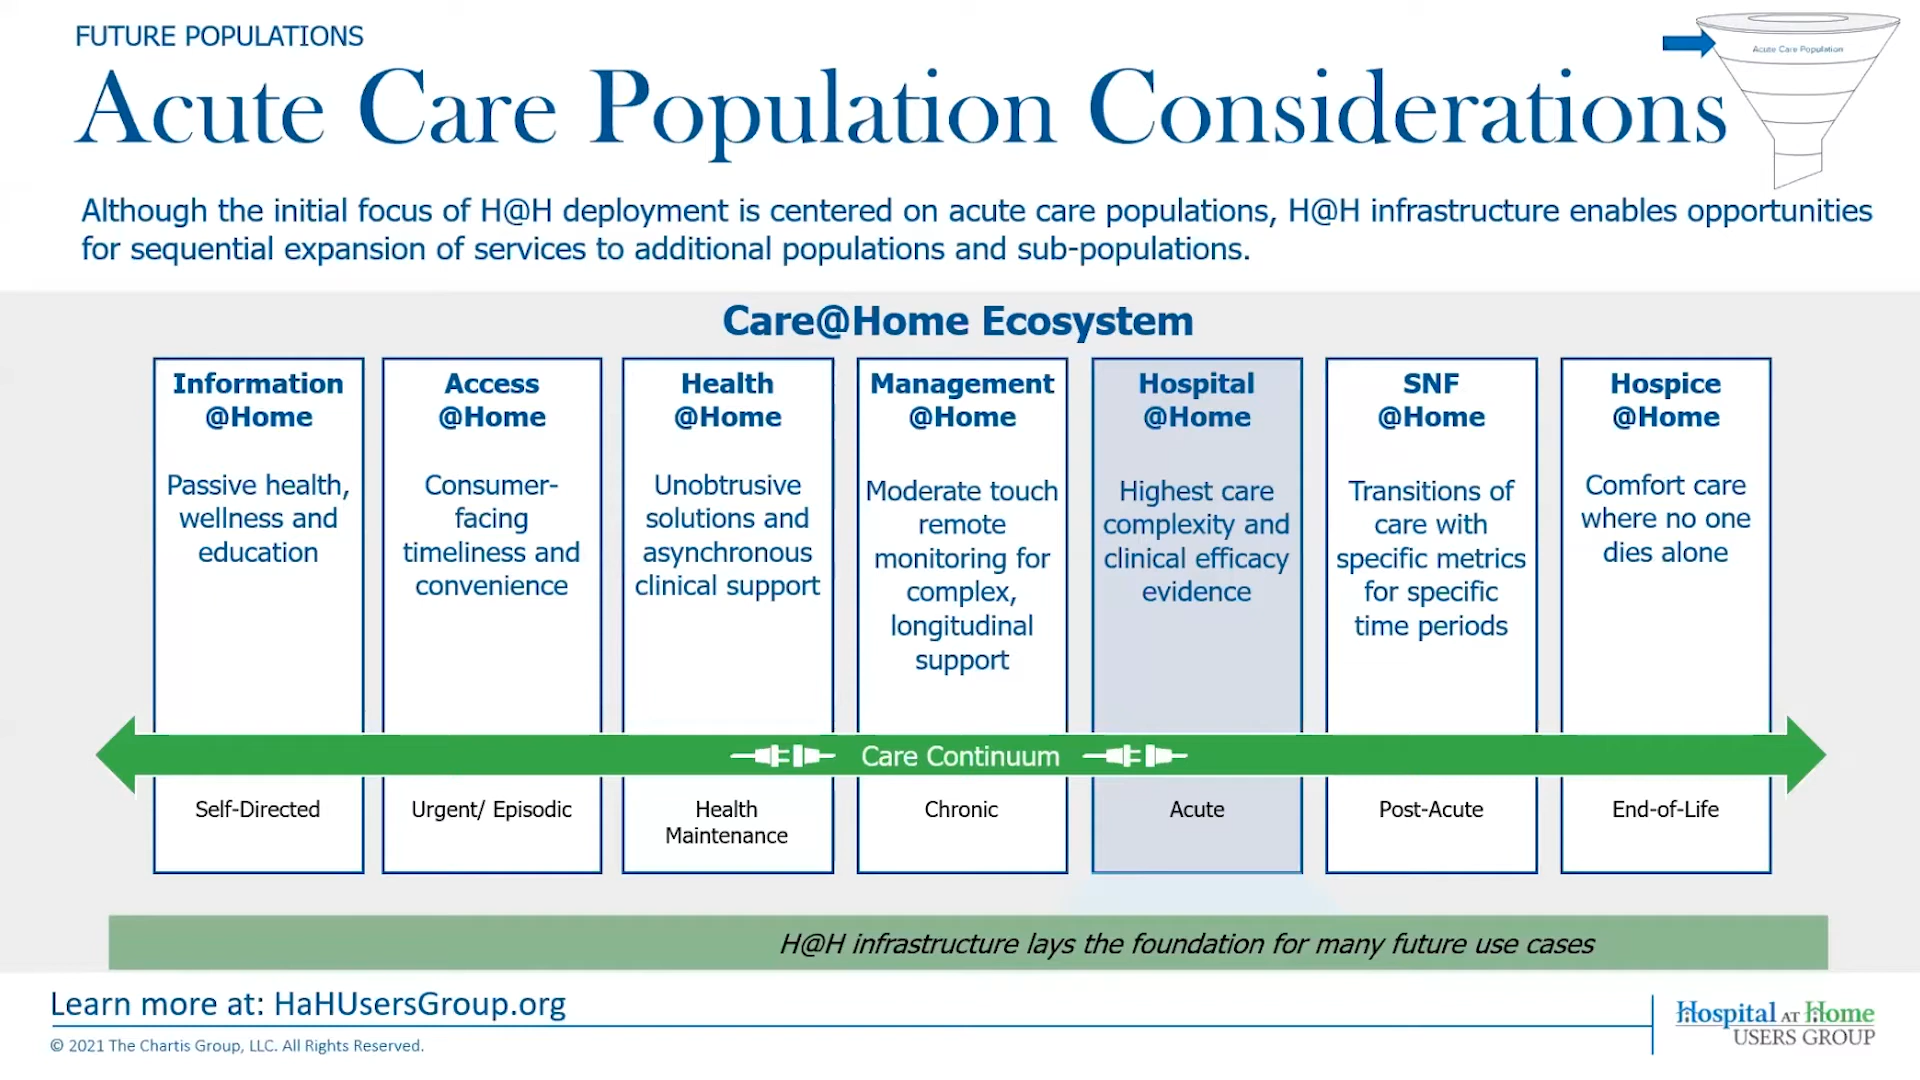 FUTURE POPULATIONS
Acute Care Population Considerations
Acute Care Population
Although the initial focus of H@H deployment is centered on acute care populations, H@H infrastructure enables opportunities
for sequential expansion of services to additional populations and sub-populations.
Care@Home Ecosystem
Information
@Home
Passive health,
wellness and
education
Self-Directed
Access
@Home
Consumer-
facing
timeliness and
convenience
Urgent/ Episodic
Health
@Home
Unobtrusive
solutions and
asynchronous
clinical support
Health
Maintenance
Management
@Home
Moderate touch
remote
monitoring for
complex,
longitudinal
support
Chronic
Hospital
@Home
Highest care
complexity and
clinical efficacy
evidence
Acute
SNF
@Home
Transitions of
care with
specific metrics
for specific
time periods
Post-Acute
Hospice
@Home
Comfort care
where no one
dies alone
End-of-Life
Care Continuum
H@H infrastructure lays the foundation for many future use cases
Learn more at: HaHUsersGroup.org
© 2021 The Chartis Group, LLC. All Rights Reserved.
Hospital AT Home
USERS GROUP